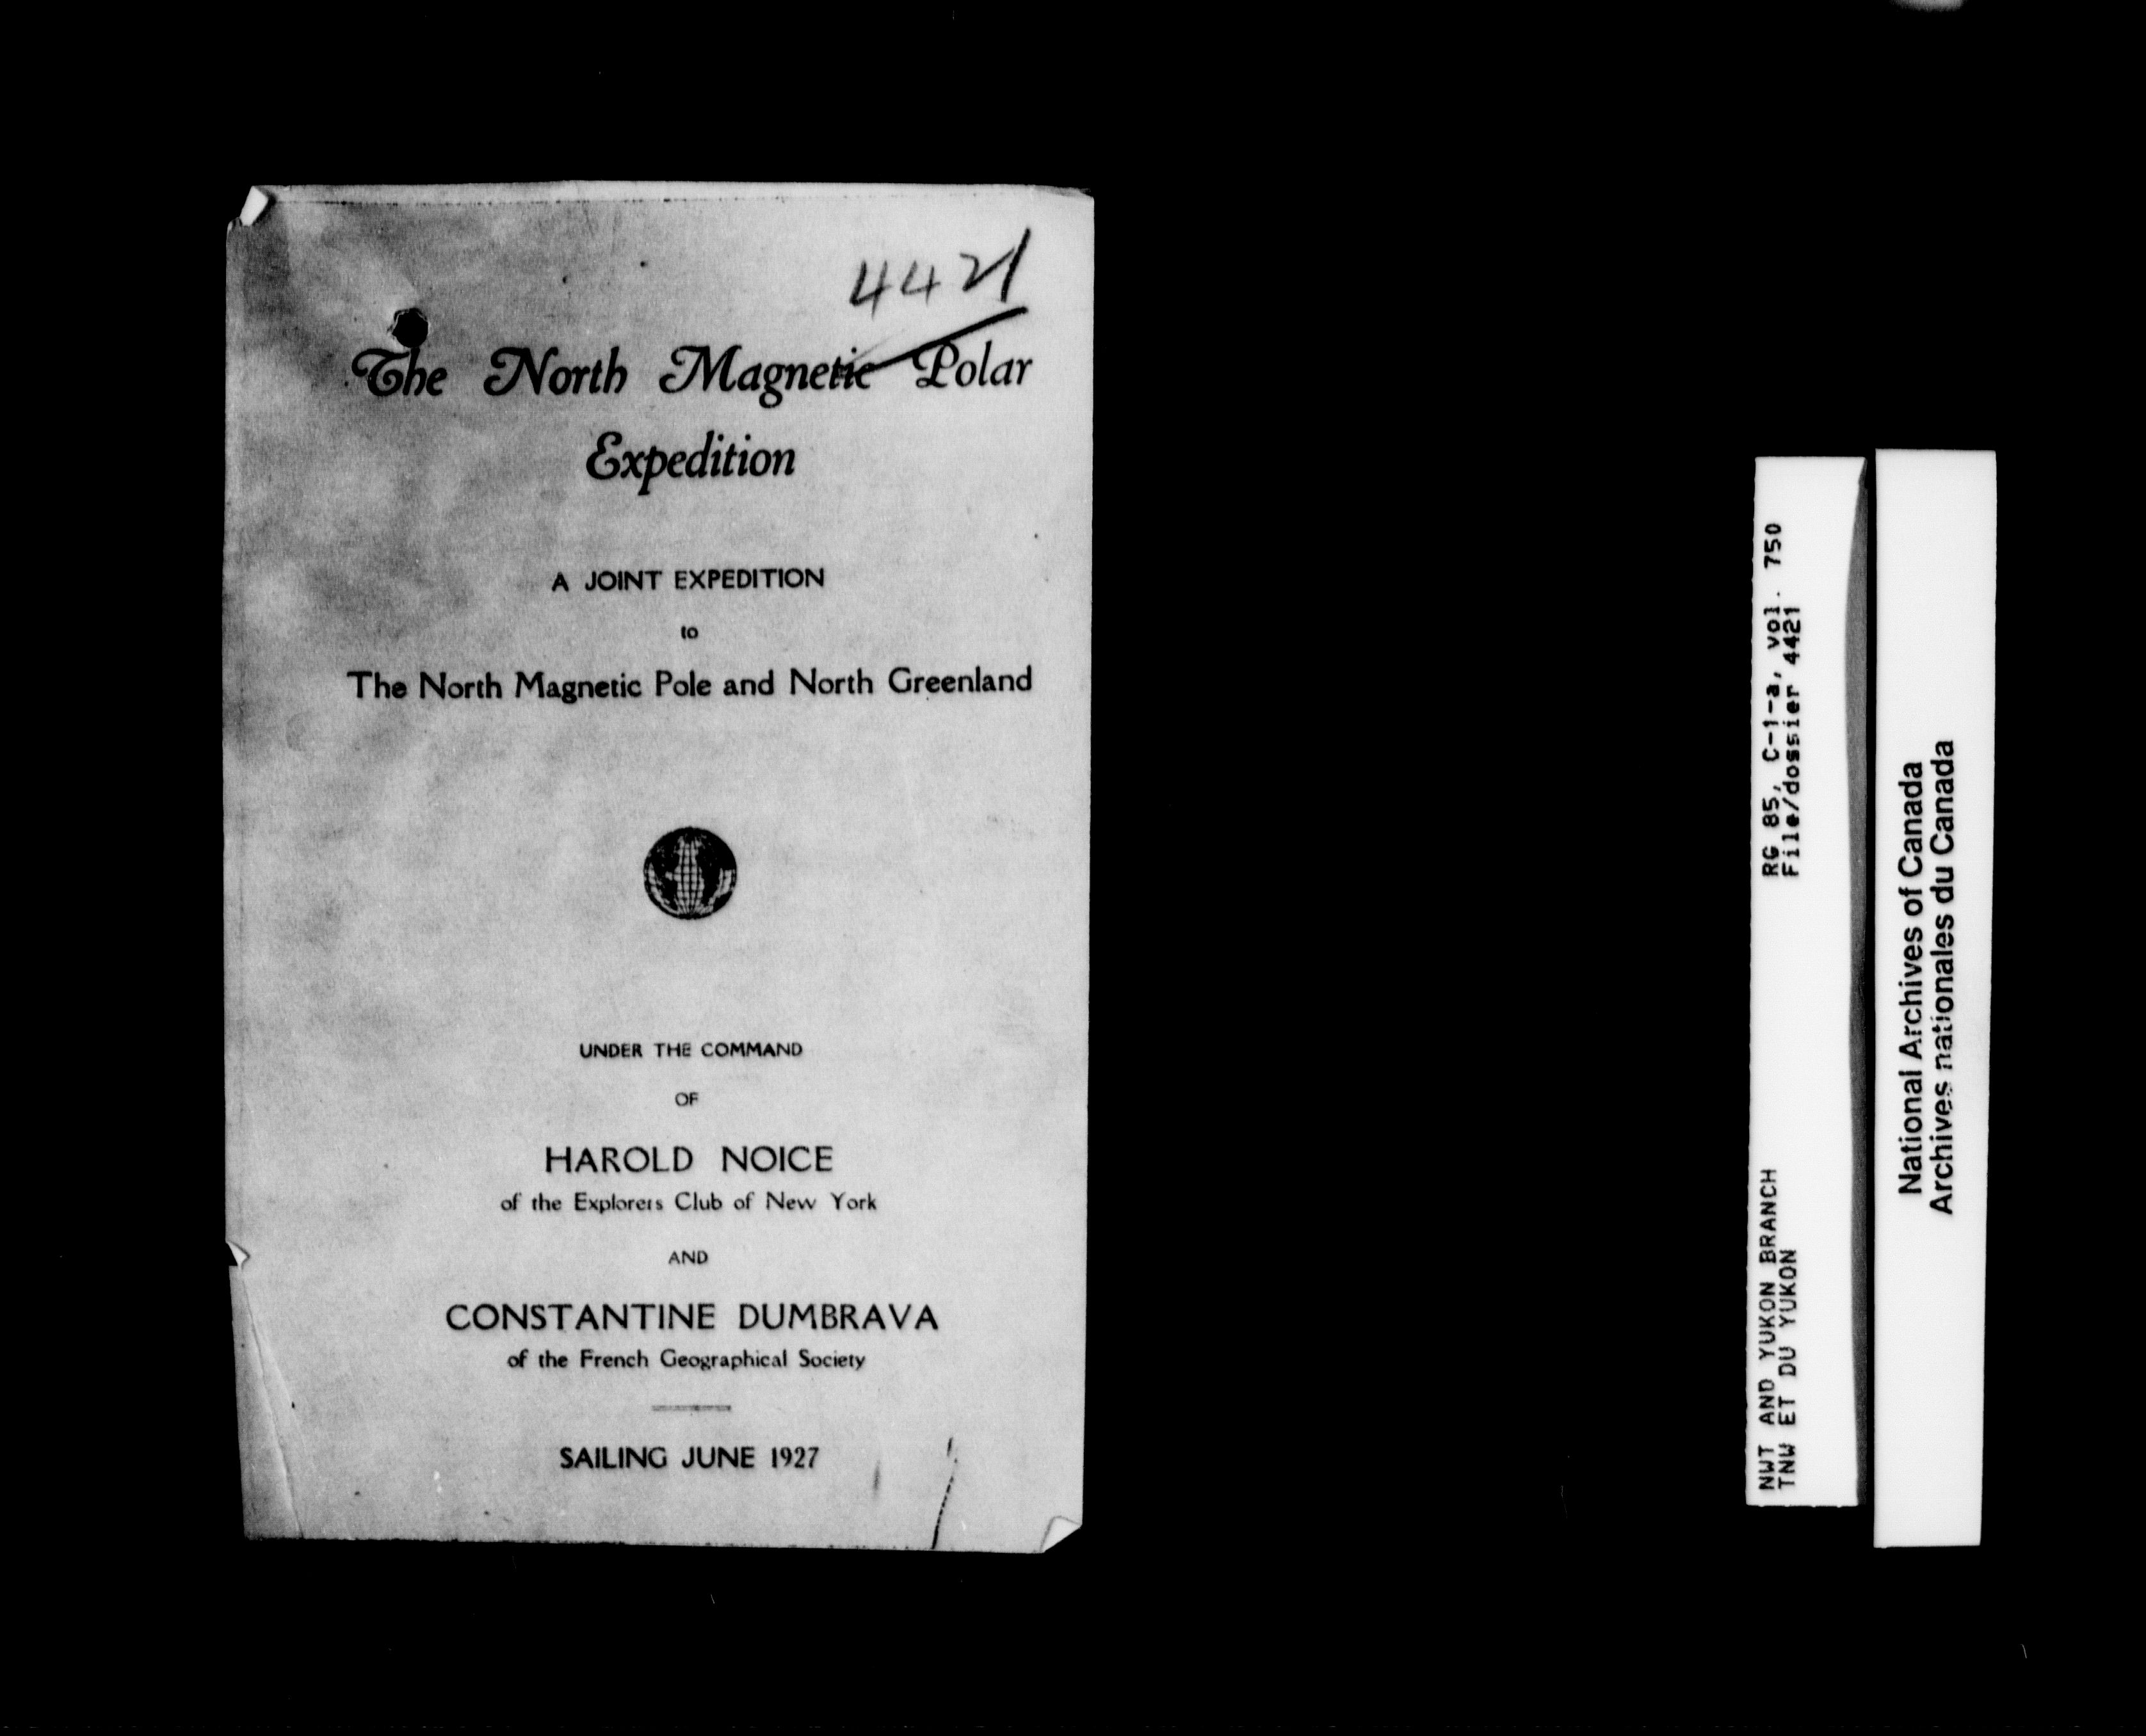 4421
The North Magnetic Polar
Expedition
A JOINT EXPEDITION
to
The North Magnetic Pole and North Greenland
UNDER THE COMMAND
OF
HAROLD NOICE
of the Explorers Club of New York
AND
CONSTANTINE DUMBRAVA
of the French Geographical Society
SAILING JUNE 1927
NWT AND YUKON BRANCH RG 85, C-1-a, vol. 750
TNW ET DU YUKON File/dossier 4421
National Archives of Canada
Archives nationales du Canada